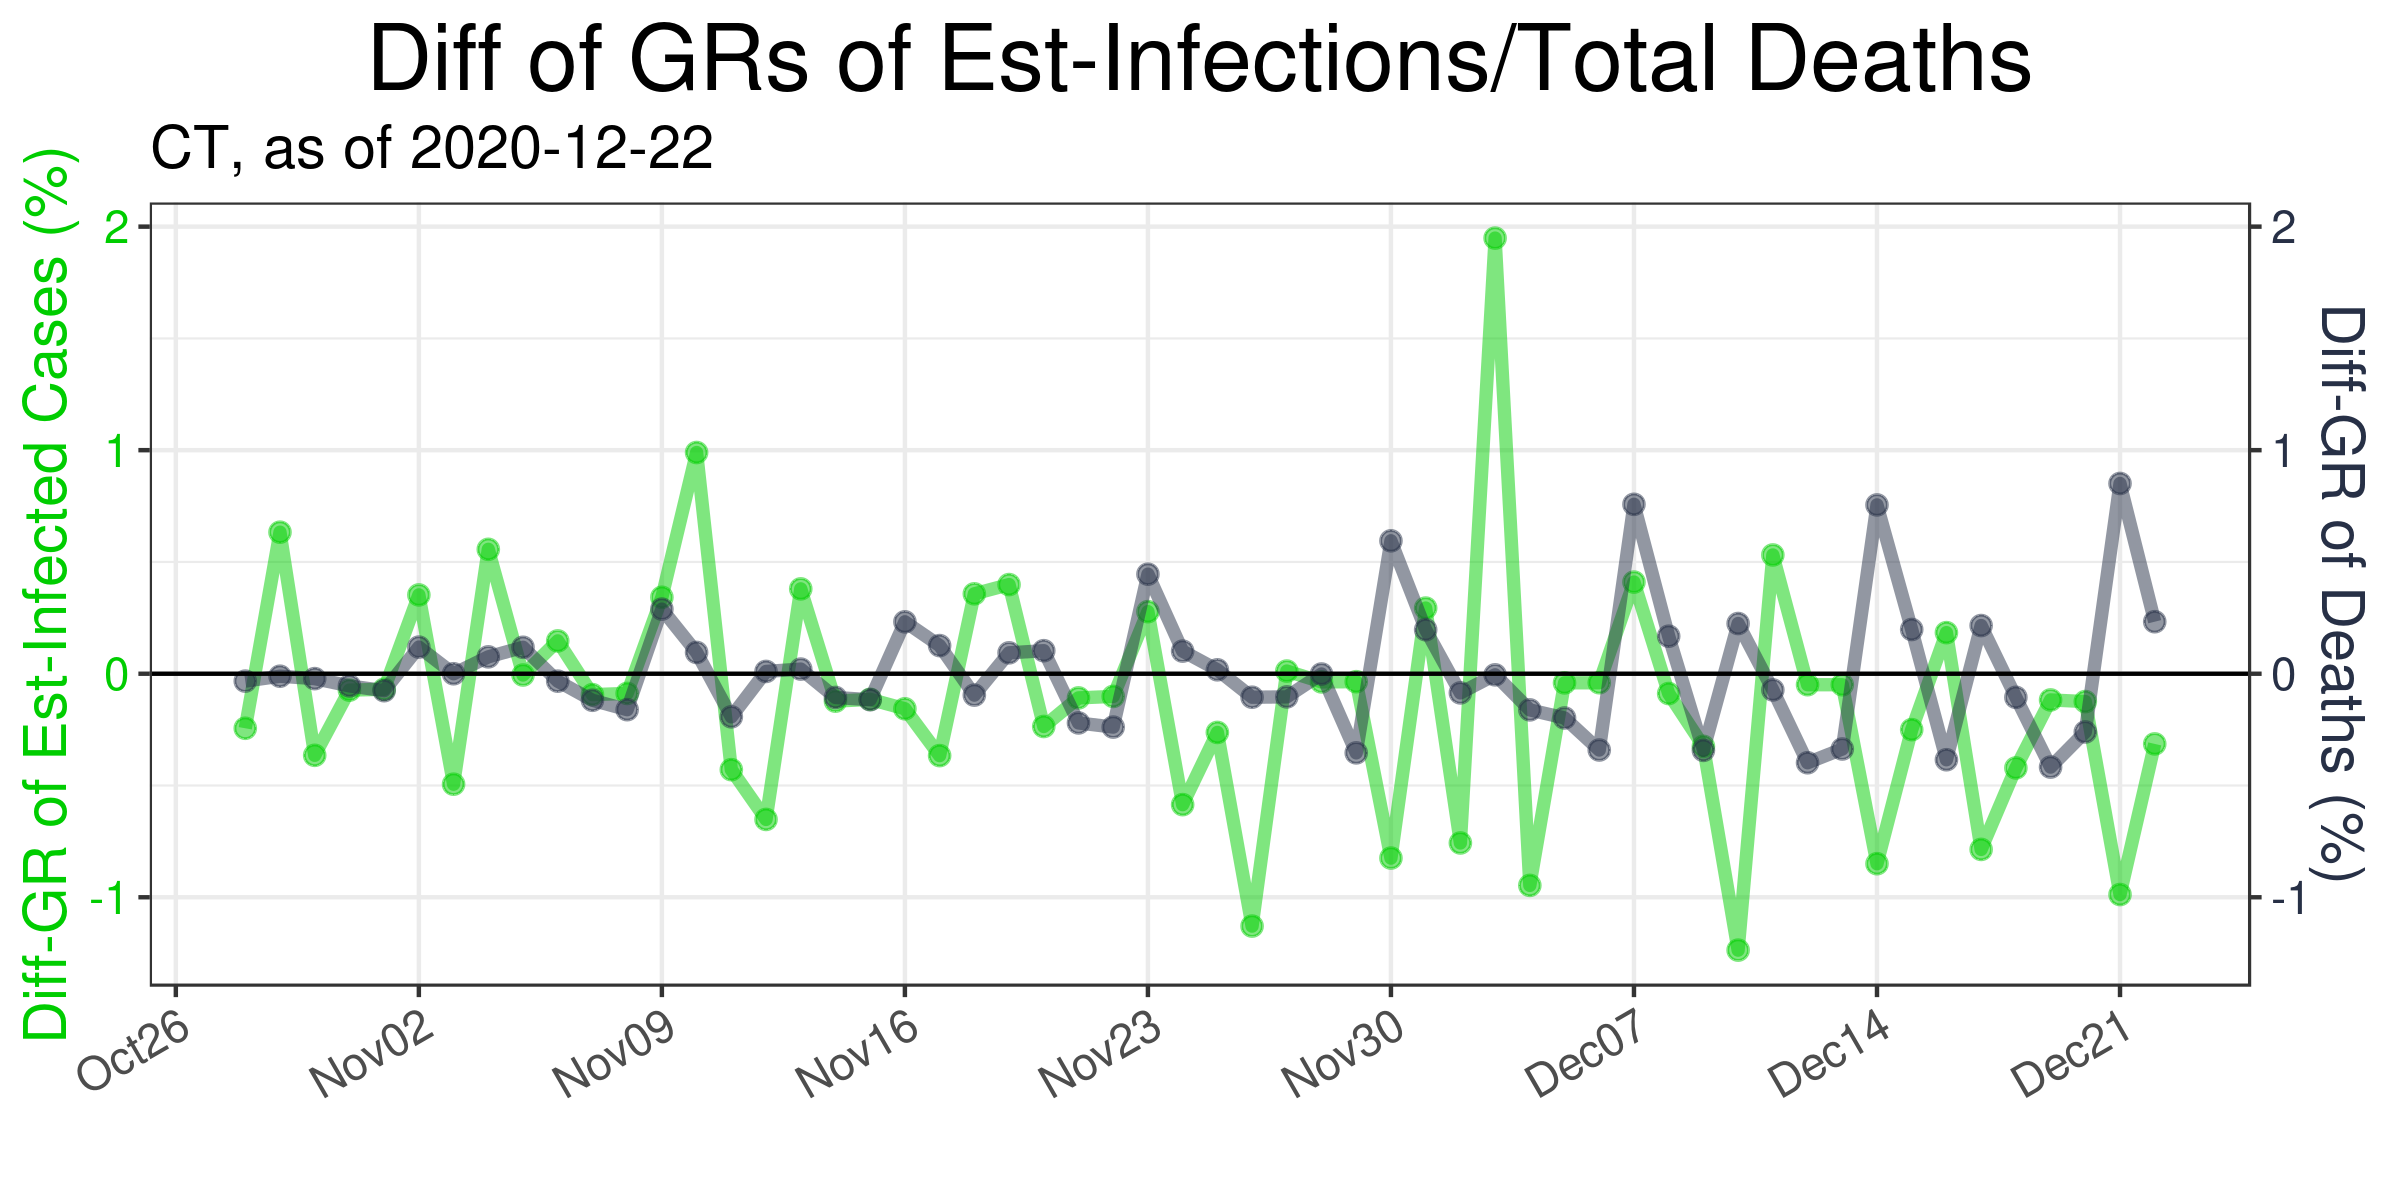 Diff of GRs of Est-Infections/Total Deaths
CT, as of 2020-12-22
Diff-GR of Est-Infected Cases (%)
2
1
0
-1
2
1
0
-1
Diff-GR of Deaths (%)
Oct26
Nov02
Nov09
Nov16
Nov23
Nov30
Dec07
Dec14
Dec21